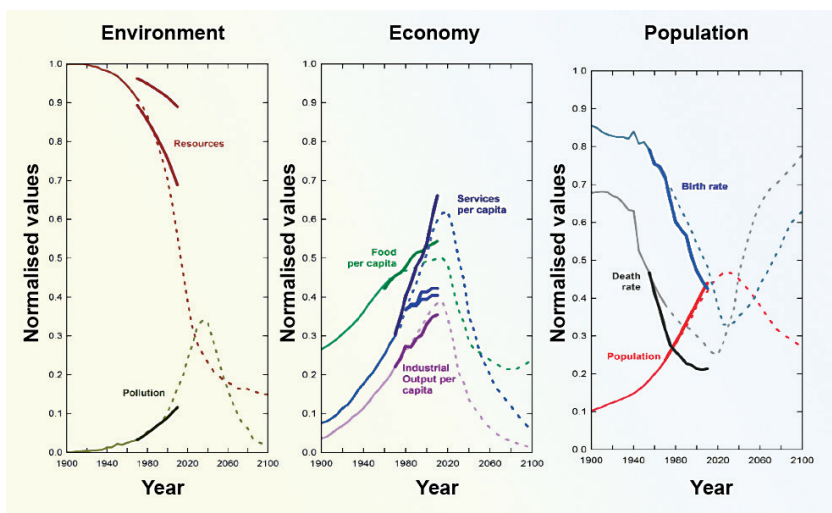 Environment
Normalised values
1.0
0.9
0.8
0.7
0.6
0.5
0.4
0.3
0.2
0.1
0.0
Resources
Pollution
1900
1940
1980
2020
2060
2100
Year
Economy
Normalised values
1.0
0.9
0.8
0.7
0.6
0.5
0.4
0.3
0.2
0.1
0.0
Services
per capita
Food
per capita
Industrial
Output per
capita
1900
1940
1980
2020
2060
2100
Year
Population
Normalised values
1.0
0.9
0.8
0.7
0.6
0.5
0.4
0.3
0.2
0.1
0.0
Birth rate
Death
rate
Population
1900
1940
1980
2020
2060
2100
Year